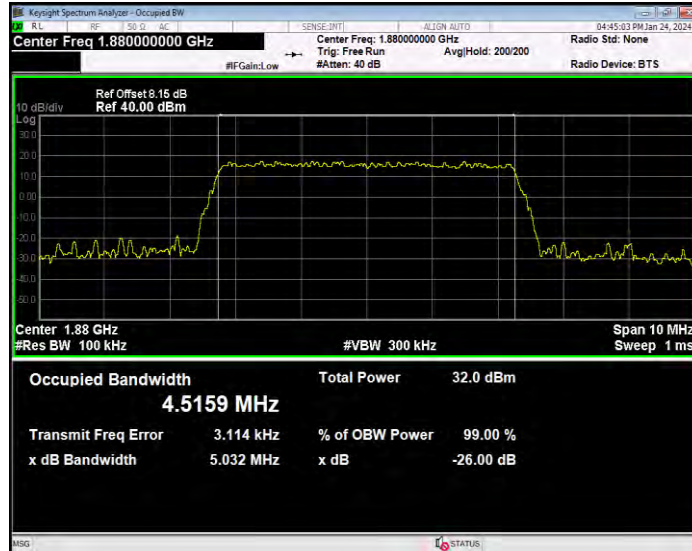 Keysight Spectrum Analyzer - Occupied BW
RL RF 50 Ω AC SENSE:INT ALIGN AUTO 04:45:03 PM Jan 24, 2024
Center Freq 1.880000000 GHz Center Freq: 1.880000000 GHz Radio Std: None
Trig: Free Run Avg|Hold: 200/200
#IFGain:Low #Atten: 40 dB Radio Device: BTS
Ref Offset 8.15 dB
10 dB/div Ref 40.00 dBm
Log
30.0
20.0
10.0
0.00
-10.0
-20.0
-30.0
-40.0
-50.0
Center 1.88 GHz Span 10 MHz
#Res BW 100 kHz #VBW 300 kHz Sweep 1 ms
Occupied Bandwidth Total Power 32.0 dBm
4.5159 MHz
Transmit Freq Error 3.114 kHz % of OBW Power 99.00 %
x dB Bandwidth 5.032 MHz x dB -26.00 dB
MSG STATUS